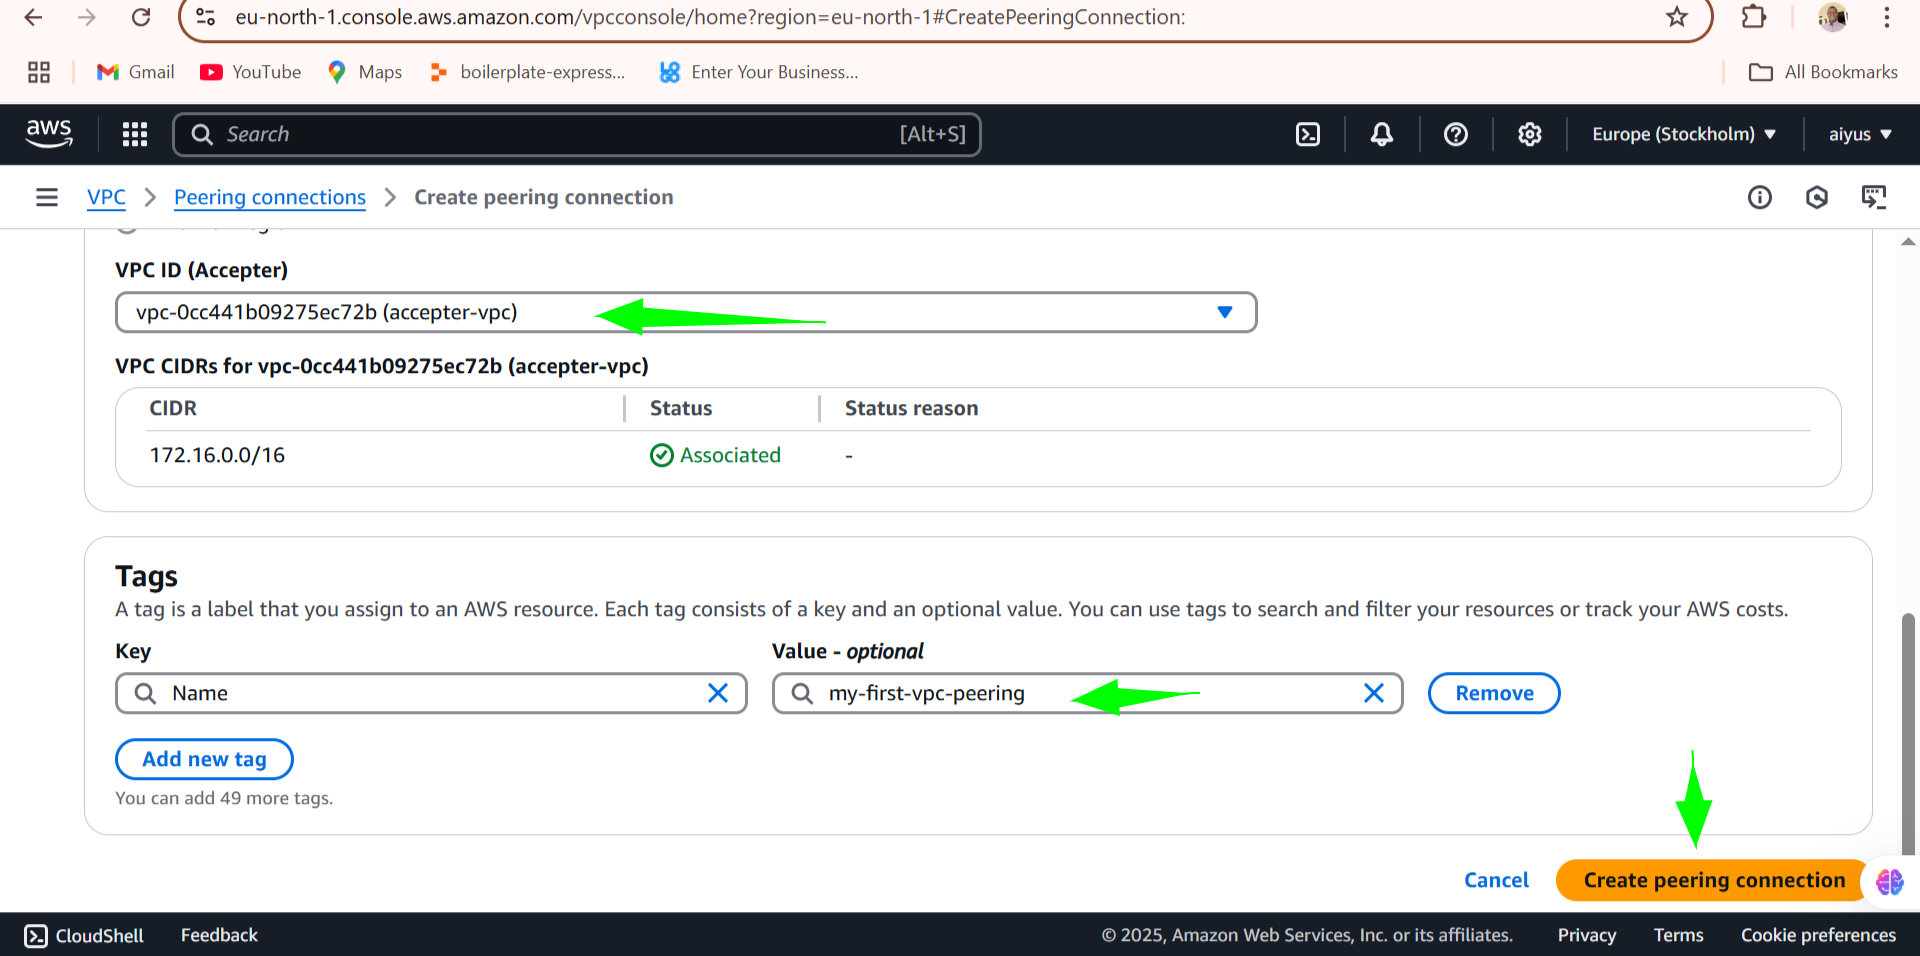 eu-north-1.console.aws.amazon.com/vpcconsole/home?region=eu-north-1#CreatePeeringConnection:
Gmail YouTube Maps boilerplate-express... Enter Your Business... All Bookmarks
aws Search [Alt+S] Europe (Stockholm) aiyus
VPC Peering connections Create peering connection
VPC ID (Accepter)
vpc-0cc441b09275ec72b (accepter-vpc)
VPC CIDRs for vpc-0cc441b09275ec72b (accepter-vpc)
CIDR Status Status reason
172.16.0.0/16 Associated -
Tags
A tag is a label that you assign to an AWS resource. Each tag consists of a key and an optional value. You can use tags to search and filter your resources or track your AWS costs.
Key Value - optional
Name my-first-vpc-peering Remove
Add new tag
You can add 49 more tags.
Cancel Create peering connection
CloudShell Feedback © 2025, Amazon Web Services, Inc. or its affiliates. Privacy Terms Cookie preferences